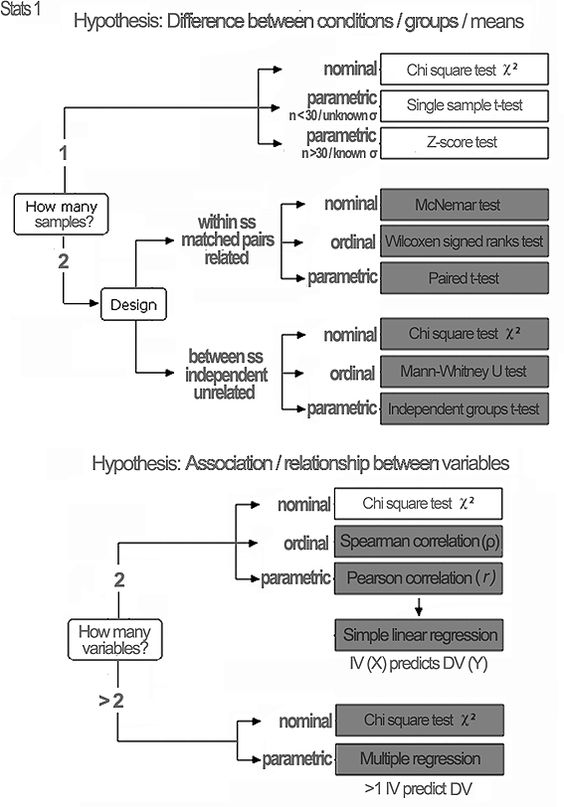 Stats 1
Hypothesis: Difference between conditions / groups / means
nominal
Chi square test χ²
parametric
n <30/unknown σ
Single sample t-test
parametric
n>30/known σ
Z-score test
1
How many
samples?
2
Design
within ss
matched pairs
related
nominal
McNemar test
ordinal
Wilcoxen signed ranks test
parametric
Paired t-test
between ss
independent
unrelated
nominal
Chi square test χ²
ordinal
Mann-Whitney U test
parametric
Independent groups t-test
Hypothesis: Association / relationship between variables
nominal
Chi square test χ²
ordinal
Spearman correlation (ρ)
parametric
Pearson correlation (r)
2
Simple linear regression
IV (X) predicts DV (Y)
How many
variables?
>2
nominal
Chi square test χ²
parametric
Multiple regression
>1 IV predict DV